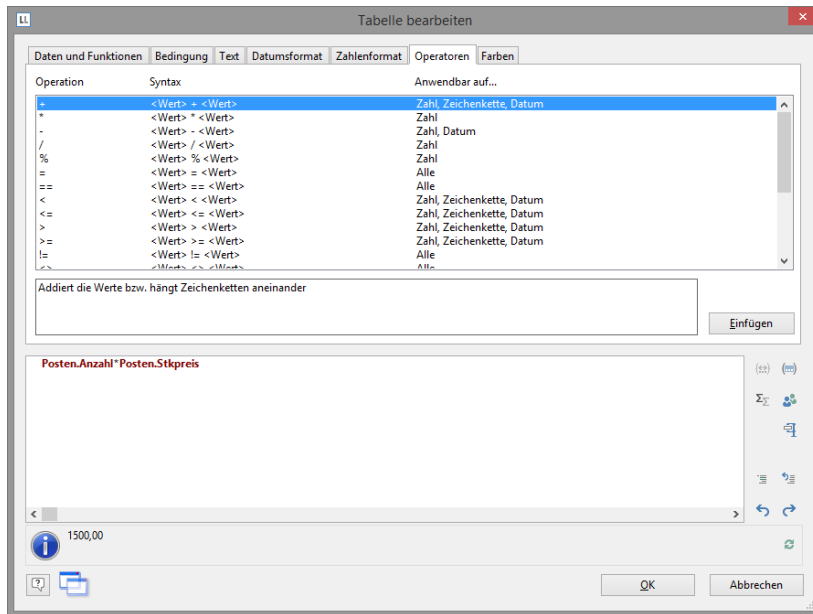 LL Tabelle bearbeiten
Daten und Funktionen Bedingung Text Datumsformat Zahlenformat Operatoren Farben
Operation Syntax Anwendbar auf...
+ <Wert> + <Wert> Zahl, Zeichenkette, Datum
* <Wert> * <Wert> Zahl
- <Wert> - <Wert> Zahl, Datum
/ <Wert> / <Wert> Zahl
% <Wert> % <Wert> Zahl
= <Wert> = <Wert> Alle
== <Wert> == <Wert> Alle
< <Wert> < <Wert> Zahl, Zeichenkette, Datum
<= <Wert> <= <Wert> Zahl, Zeichenkette, Datum
> <Wert> > <Wert> Zahl, Zeichenkette, Datum
>= <Wert> >= <Wert> Zahl, Zeichenkette, Datum
!= <Wert> != <Wert> Alle
<> <Wert> <> <Wert> Alle
Addiert die Werte bzw. hängt Zeichenketten aneinander
Einfügen
Posten.Anzahl*Posten.Stkpreis
1500,00
OK Abbrechen